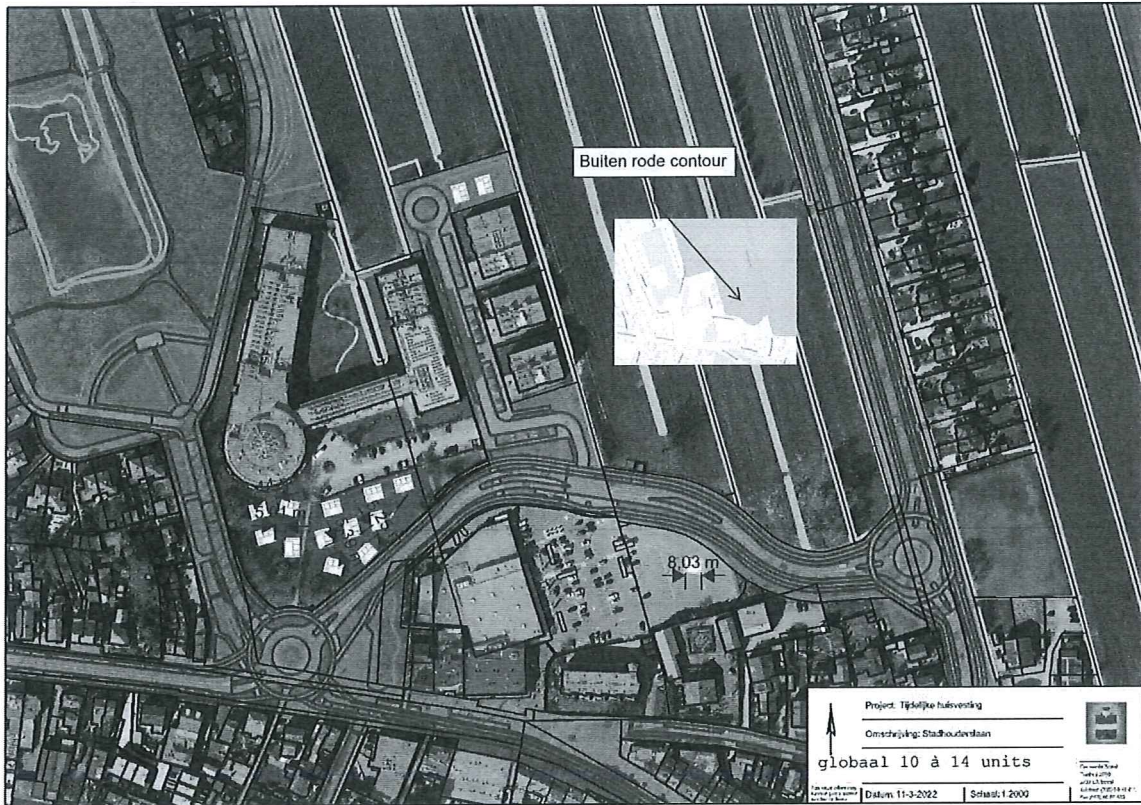 Buiten rode contour
8.03 m
Project: Tijdelijke huisvesting
Omschrijving: Stadhouderslaan
globaal 10 à 14 units
Datum: 11-3-2022
Schaal: 1:2000